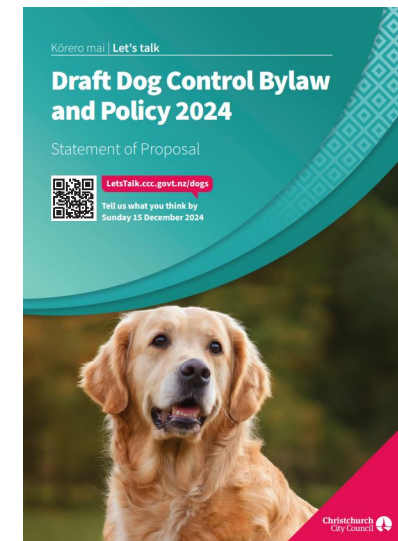 Kōrero mai | Let's talk
Draft Dog Control Bylaw
and Policy 2024
Statement of Proposal
LetsTalk.ccc.govt.nz/dogs
Tell us what you think by
Sunday 15 December 2024
Christchurch
City Council